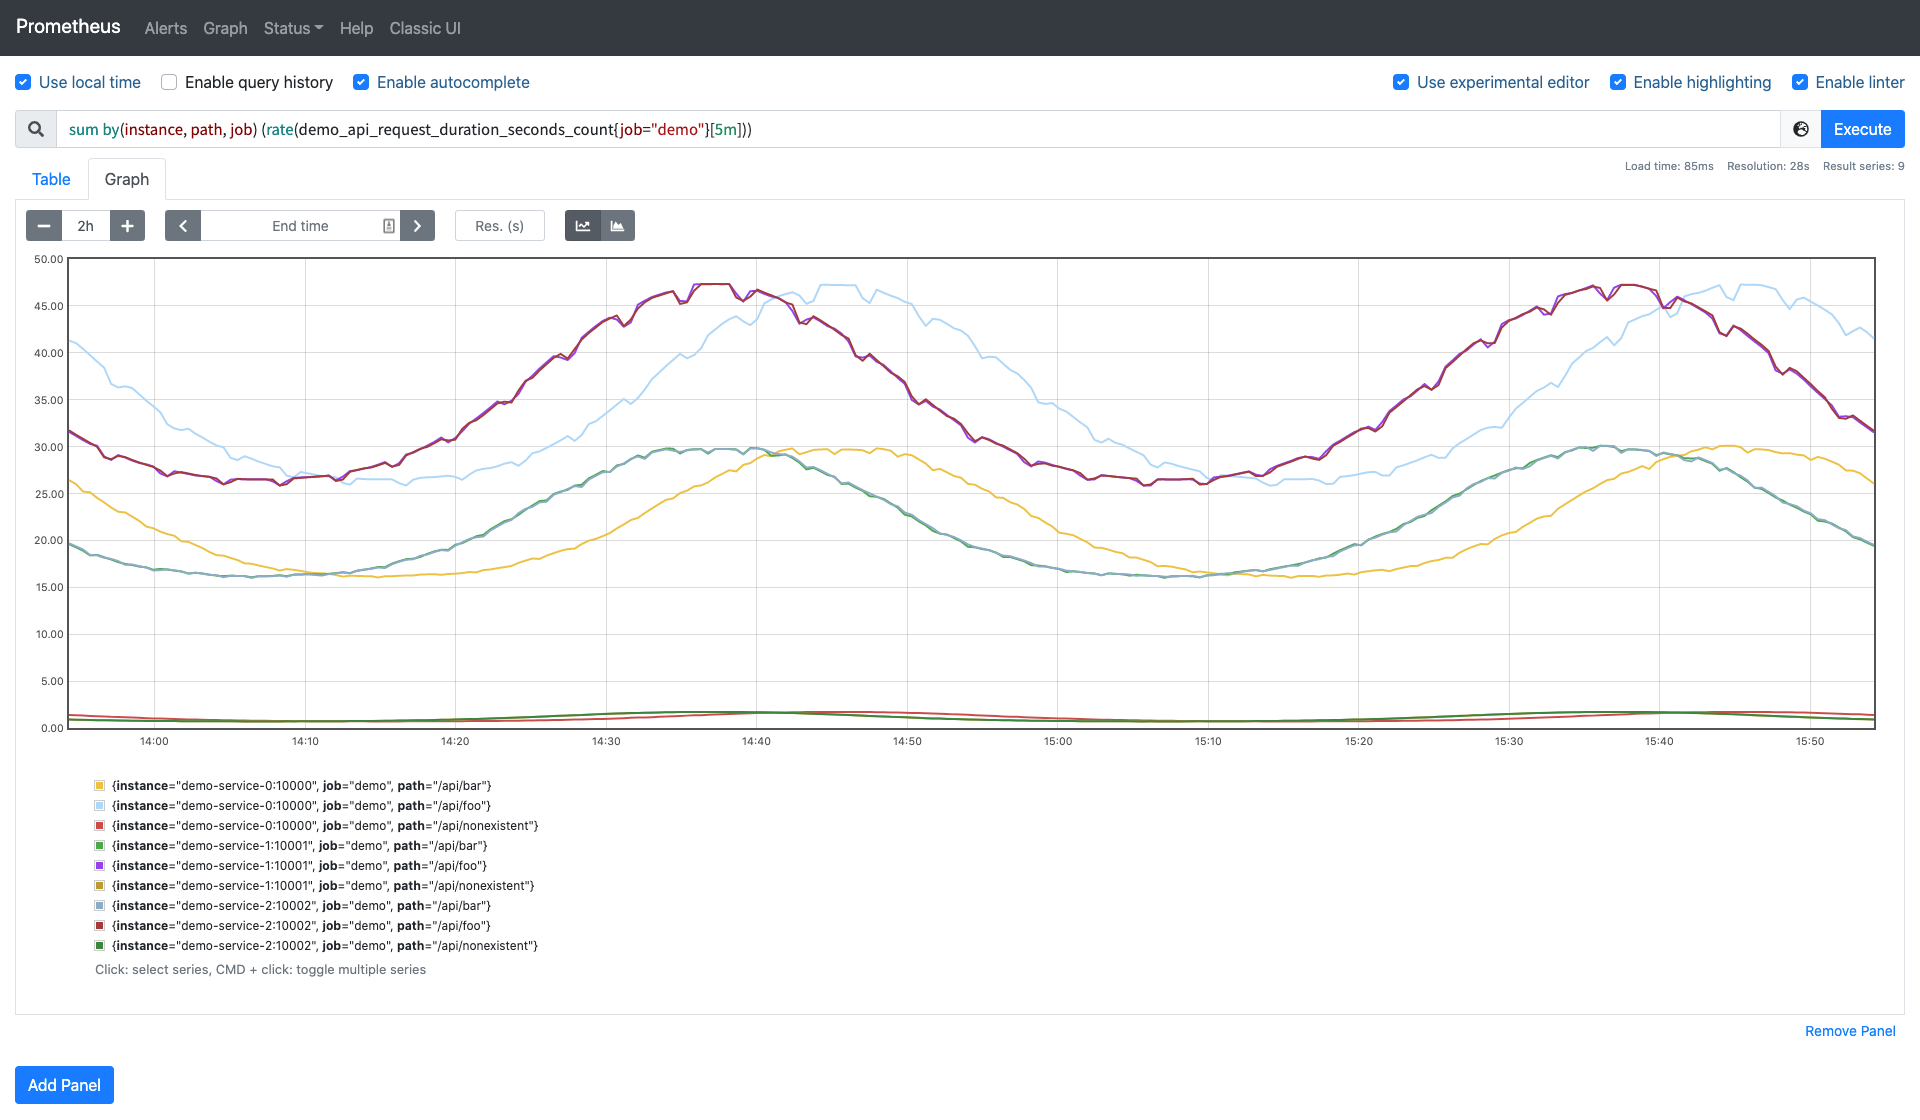 Prometheus Alerts Graph Status Help Classic UI
Use local time Enable query history Enable autocomplete Use experimental editor Enable highlighting Enable linter
sum by(instance, path, job) (rate(demo_api_request_duration_seconds_count{job="demo"}[5m])) Execute
Load time: 85ms Resolution: 28s Result series: 9
Table Graph
2h End time Res. (s)
50.00
45.00
40.00
35.00
30.00
25.00
20.00
15.00
10.00
5.00
0.00
14:00 14:10 14:20 14:30 14:40 14:50 15:00 15:10 15:20 15:30 15:40 15:50
{instance="demo-service-0:10000", job="demo", path="/api/bar"}
{instance="demo-service-0:10000", job="demo", path="/api/foo"}
{instance="demo-service-0:10000", job="demo", path="/api/nonexistent"}
{instance="demo-service-1:10001", job="demo", path="/api/bar"}
{instance="demo-service-1:10001", job="demo", path="/api/foo"}
{instance="demo-service-1:10001", job="demo", path="/api/nonexistent"}
{instance="demo-service-2:10002", job="demo", path="/api/bar"}
{instance="demo-service-2:10002", job="demo", path="/api/foo"}
{instance="demo-service-2:10002", job="demo", path="/api/nonexistent"}
Click: select series, CMD + click: toggle multiple series
Remove Panel
Add Panel